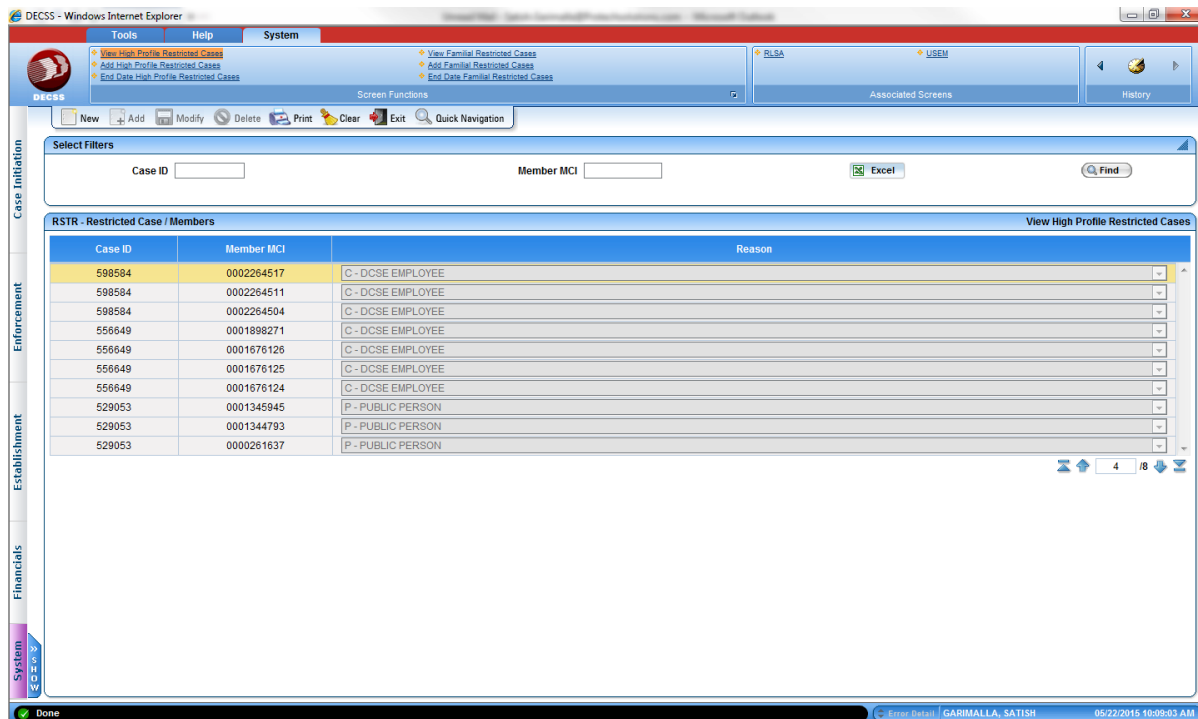 DECSS - Windows Internet Explorer
Tools Help System
View High Profile Restricted Cases
Add High Profile Restricted Cases
End Date High Profile Restricted Cases
View Familial Restricted Cases
Add Familial Restricted Cases
End Date Familial Restricted Cases
Screen Functions
RLSA USEM
Associated Screens
History
DECSS
New Add Modify Delete Print Clear Exit Quick Navigation
Case Initiation
Enforcement
Establishment
Financials
System
SHOW
Select Filters
Case ID Member MCI Excel Find
RSTR - Restricted Case / Members View High Profile Restricted Cases
Case ID Member MCI Reason
598584 0002264517 C - DCSE EMPLOYEE
598584 0002264511 C - DCSE EMPLOYEE
598584 0002264504 C - DCSE EMPLOYEE
556649 0001898271 C - DCSE EMPLOYEE
556649 0001676126 C - DCSE EMPLOYEE
556649 0001676125 C - DCSE EMPLOYEE
556649 0001676124 C - DCSE EMPLOYEE
529053 0001345945 P - PUBLIC PERSON
529053 0001344793 P - PUBLIC PERSON
529053 0000261637 P - PUBLIC PERSON
4 /8
Done Error Detail GARIMALLA, SATISH 05/22/2015 10:09:03 AM